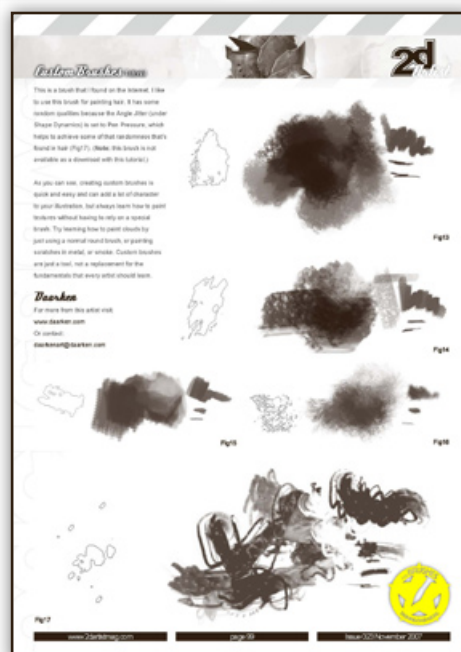 Custom Brushes
2d Artist
This is a brush that I found on the internet. I like
to use this brush for painting hair. It has some
random qualities because the Angle Jitter (under
Shape Dynamics) is set to Pen Pressure, which
helps to achieve some of that randomness that's
found in hair (Fig17). (Note: this brush is not
available as a download with this tutorial.)
As you can see, creating custom brushes is
quick and easy and can add a lot of character
to your illustration, but always learn how to paint
textures without having to rely on a special
brush. Try learning how to paint clouds by
just using a normal round brush, or painting
scratches in metal, or smoke. Custom brushes
are just a tool, not a replacement for the
fundamentals that every artist should learn.
Daarken
For more from this artist visit:
www.daarken.com
Or contact:
daarkenart@daarken.com
Fig13
Fig14
Fig15
Fig16
Fig17
www.2dartistmag.com
page 99
Issue 023 November 2007